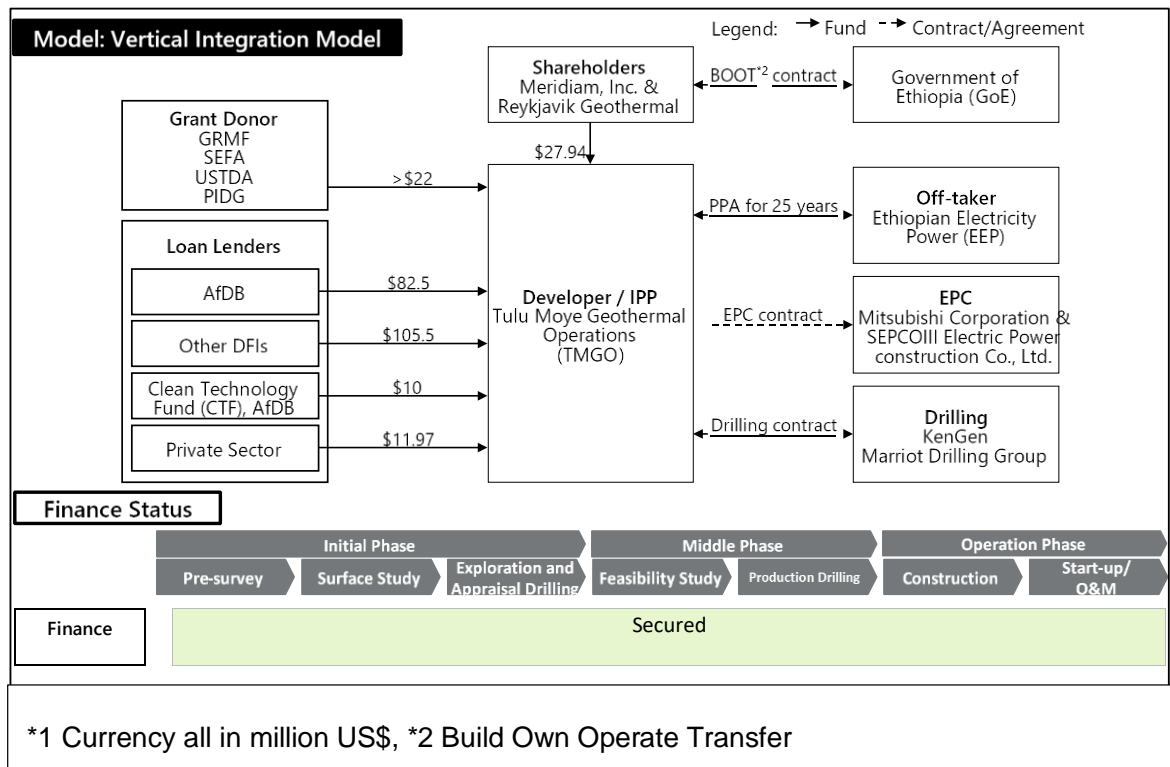 Model: Vertical Integration Model
Legend: Fund Contract/Agreement
Shareholders
Meridiam, Inc. &
Reykjavik Geothermal
BOOT*2 contract
Government of
Ethiopia (GoE)
Grant Donor
GRMF
SEFA
USTDA
PIDG
$27.94
>$22
PPA for 25 years
Off-taker
Ethiopian Electricity
Power (EEP)
Loan Lenders
AfDB
$82.5
Other DFIs
$105.5
Clean Technology
Fund (CTF), AfDB
$10
Private Sector
$11.97
Developer / IPP
Tulu Moye Geothermal
Operations
(TMGO)
EPC contract
EPC
Mitsubishi Corporation &
SEPCOIII Electric Power
construction Co., Ltd.
Drilling contract
Drilling
KenGen
Marriot Drilling Group
Finance Status
Initial Phase
Middle Phase
Operation Phase
Pre-survey
Surface Study
Exploration and
Appraisal Drilling
Feasibility Study
Production Drilling
Construction
Start-up/
O&M
Finance
Secured
*1 Currency all in million US$, *2 Build Own Operate Transfer